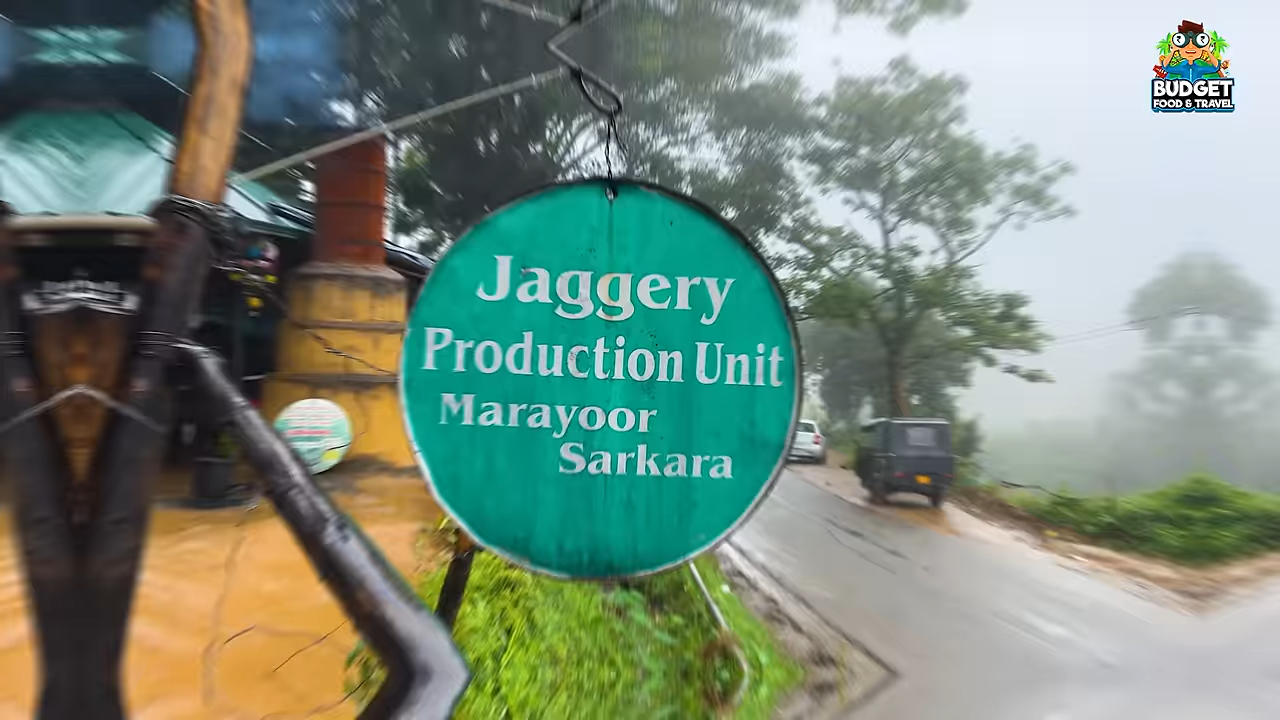 Jaggery
Production Unit
Marayoor
Sarkara
BUDGET
FOOD & TRAVEL